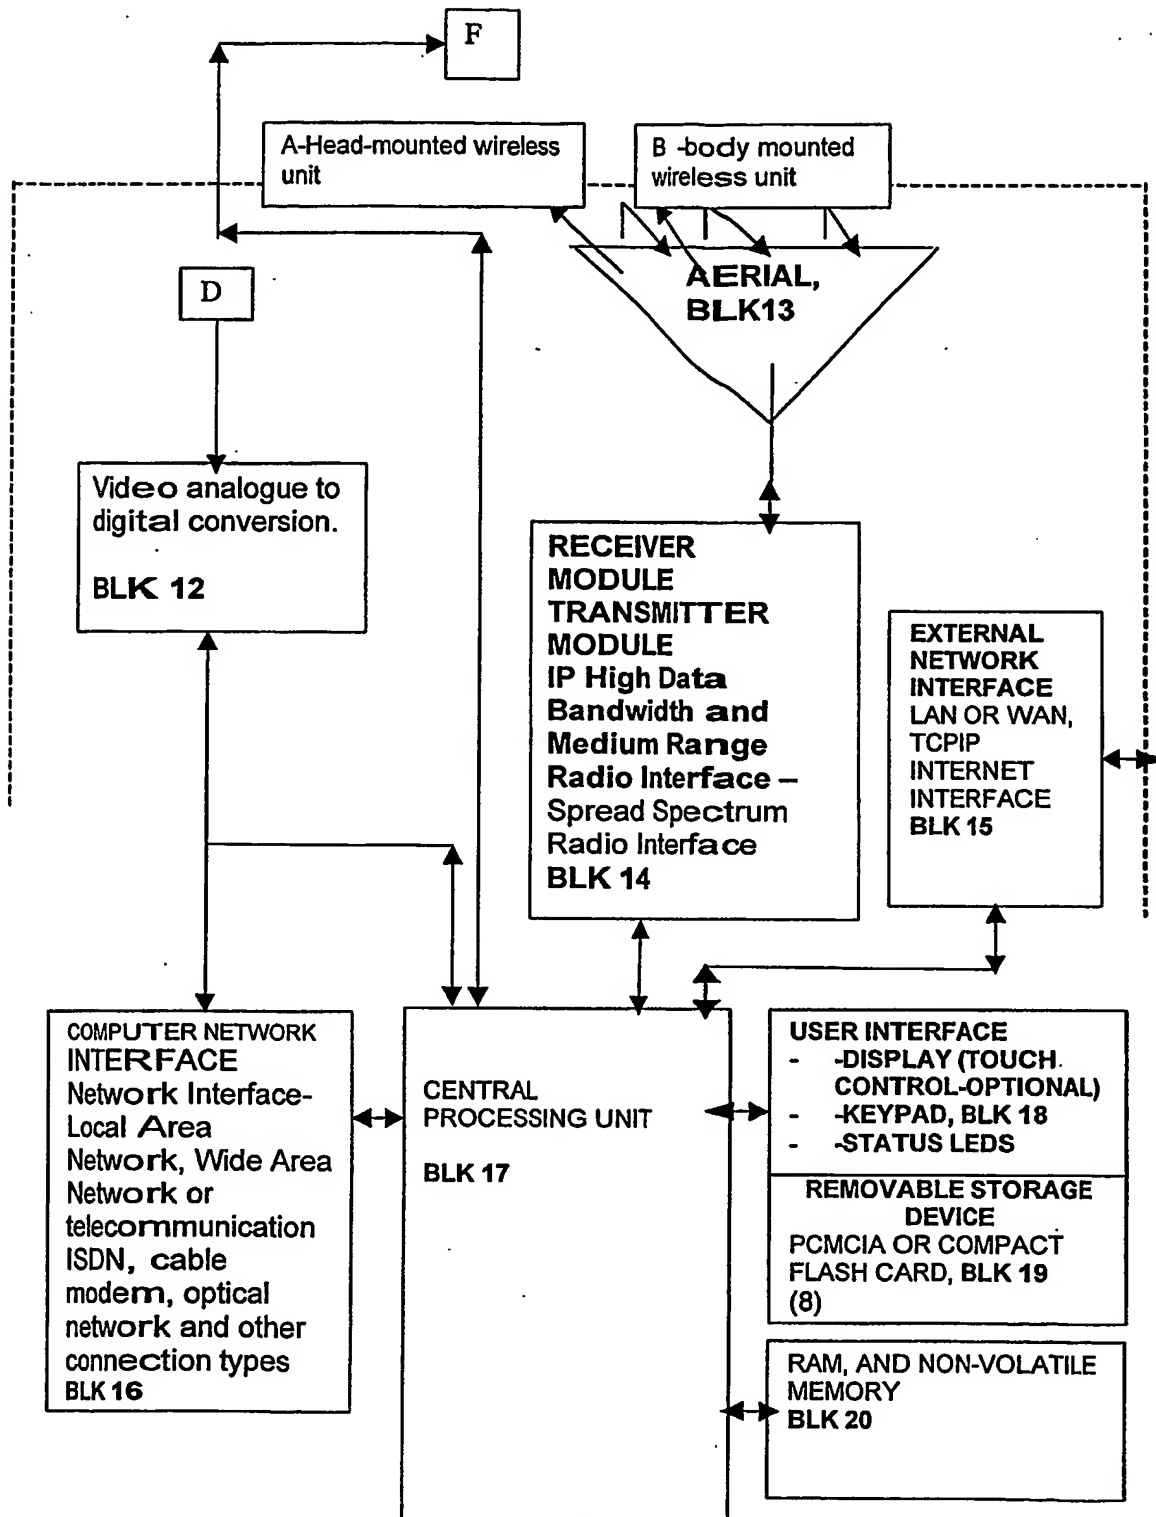 F
A-Head-mounted wireless
unit
B -body mounted
wireless unit
D
AERIAL,
BLK13
Video analogue to
digital conversion.
BLK 12
RECEIVER
MODULE
TRANSMITTER
MODULE
IP High Data
Bandwidth and
Medium Range
Radio Interface –
Spread Spectrum
Radio Interface
BLK 14
EXTERNAL
NETWORK
INTERFACE
LAN OR WAN,
TCPIP
INTERNET
INTERFACE
BLK 15
COMPUTER NETWORK
INTERFACE
Network Interface-
Local Area
Network, Wide Area
Network or
telecommunication
ISDN, cable
modem, optical
network and other
connection types
BLK 16
CENTRAL
PROCESSING UNIT
BLK 17
USER INTERFACE
- -DISPLAY (TOUCH
CONTROL-OPTIONAL)
- -KEYPAD, BLK 18
- -STATUS LEDS
REMOVABLE STORAGE
DEVICE
PCMCIA OR COMPACT
FLASH CARD, BLK 19
(8)
RAM, AND NON-VOLATILE
MEMORY
BLK 20